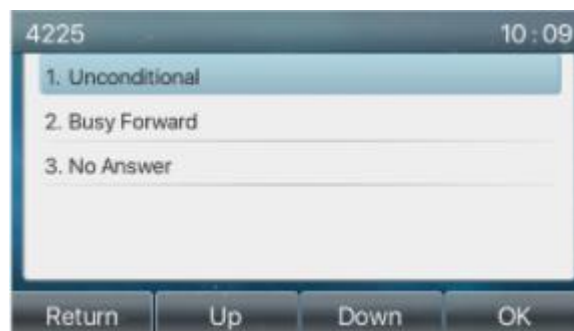 4225 10:09
1. Unconditional
2. Busy Forward
3. No Answer
Return Up Down OK